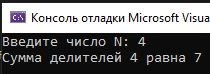 Консоль отладки Microsoft Visua
Введите число N: 4
Сумма делителей 4 равна 7